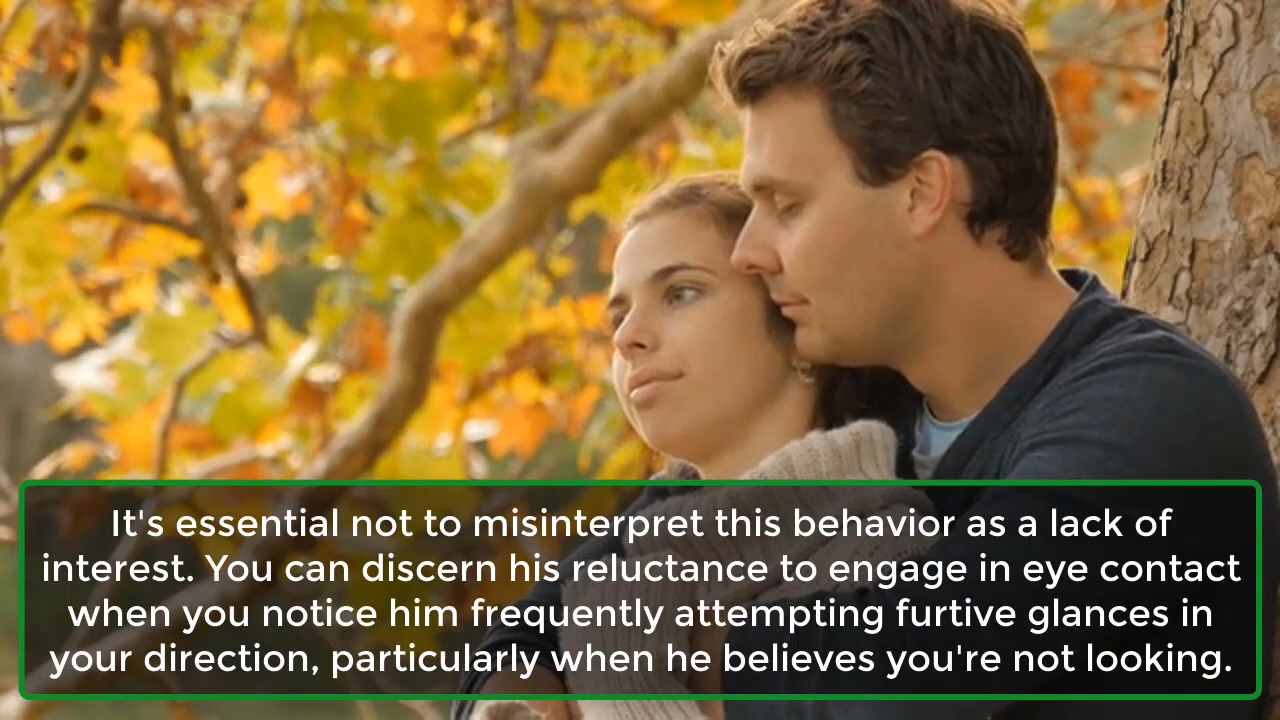 It's essential not to misinterpret this behavior as a lack of
interest. You can discern his reluctance to engage in eye contact
when you notice him frequently attempting furtive glances in
your direction, particularly when he believes you're not looking.